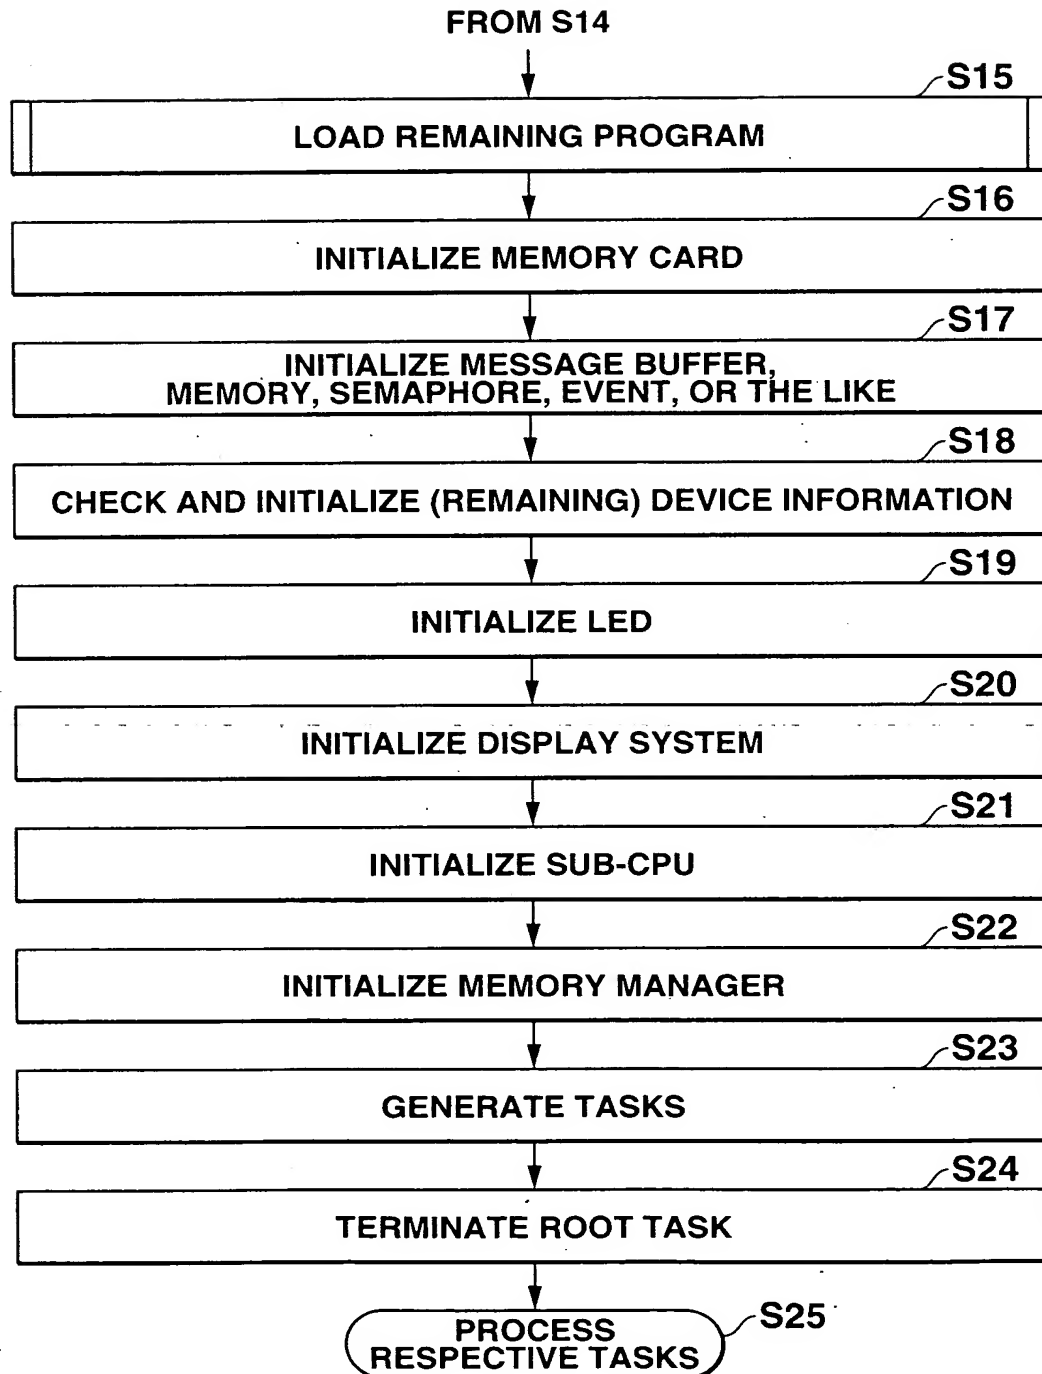 FROM S14
S15
LOAD REMAINING PROGRAM
S16
INITIALIZE MEMORY CARD
S17
INITIALIZE MESSAGE BUFFER,
MEMORY, SEMAPHORE, EVENT, OR THE LIKE
S18
CHECK AND INITIALIZE (REMAINING) DEVICE INFORMATION
S19
INITIALIZE LED
S20
INITIALIZE DISPLAY SYSTEM
S21
INITIALIZE SUB-CPU
S22
INITIALIZE MEMORY MANAGER
S23
GENERATE TASKS
S24
TERMINATE ROOT TASK
S25
PROCESS
RESPECTIVE TASKS